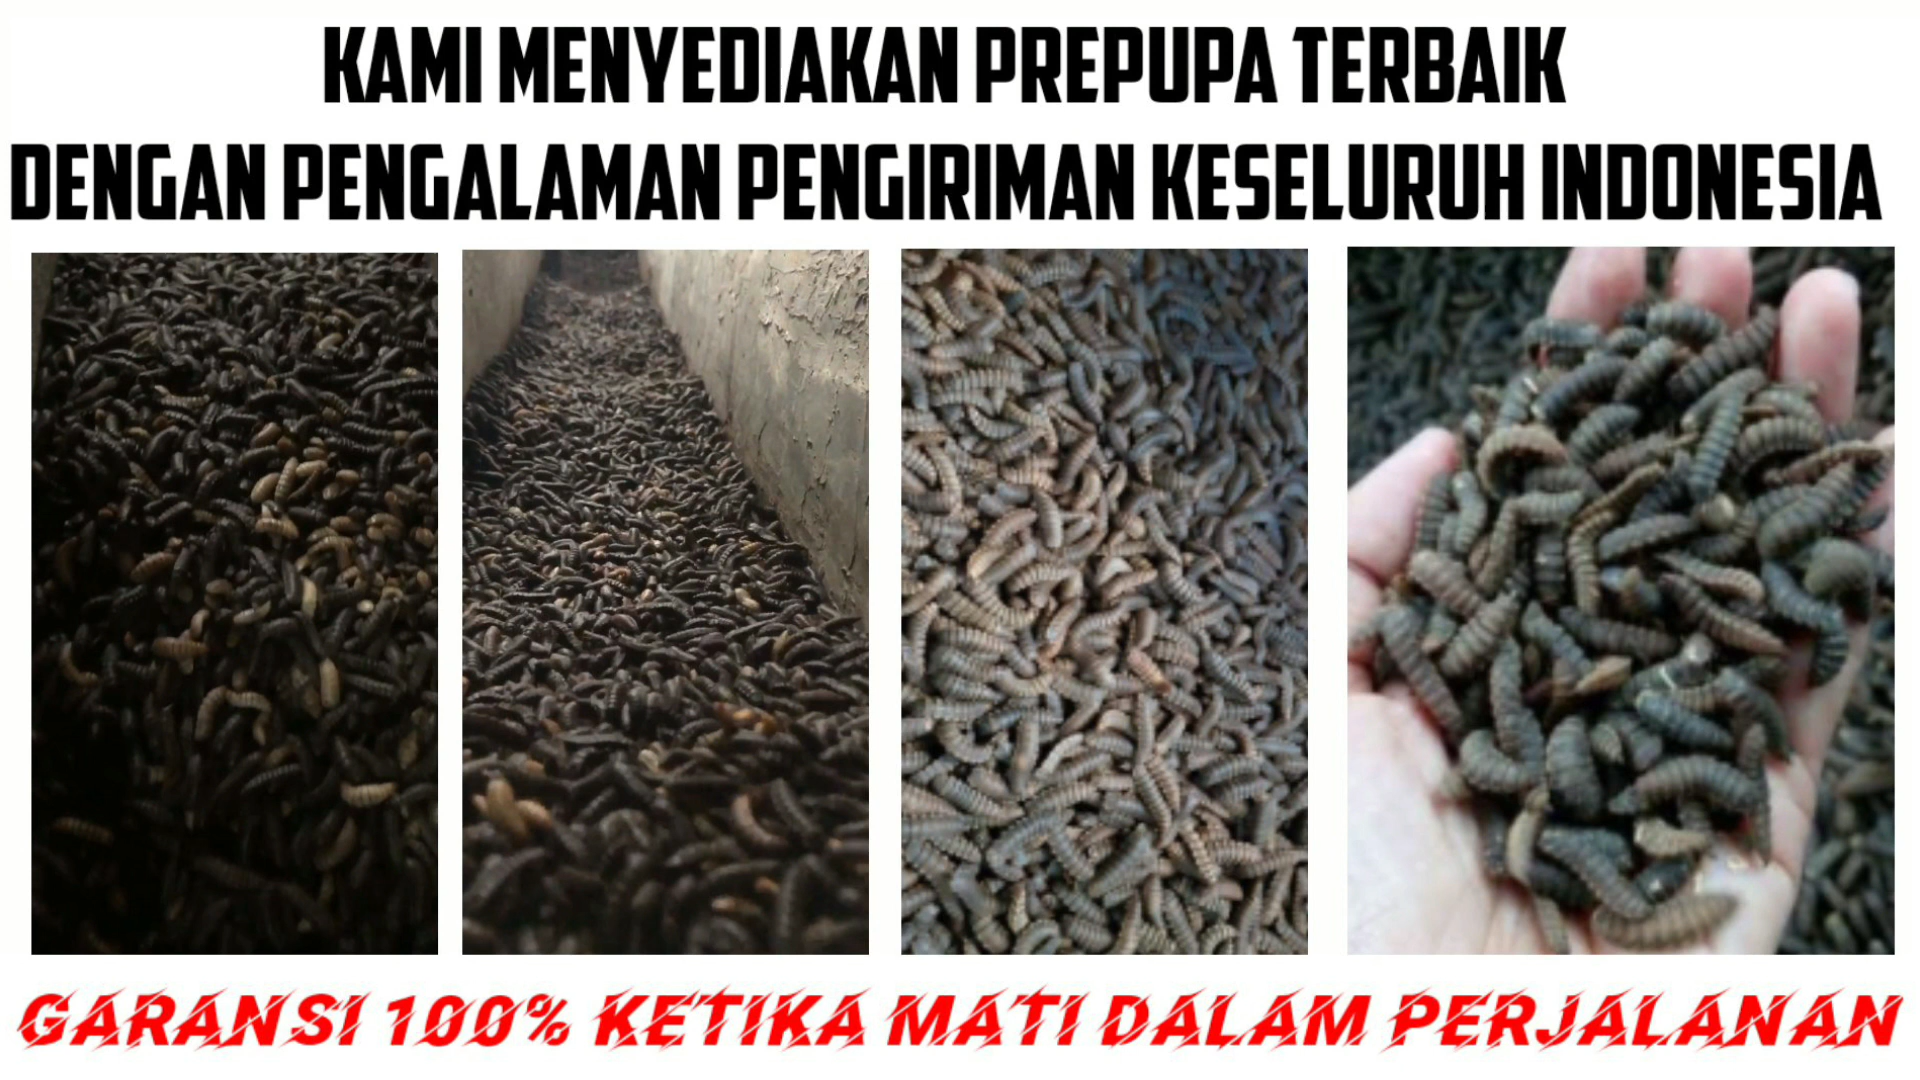 KAMI MENYEDIAKAN PREPUPA TERBAIK
DENGAN PENGALAMAN PENGIRIMAN KESELURUH INDONESIA
GARANSI 100% KETIKA MATI DALAM PERJALANAN